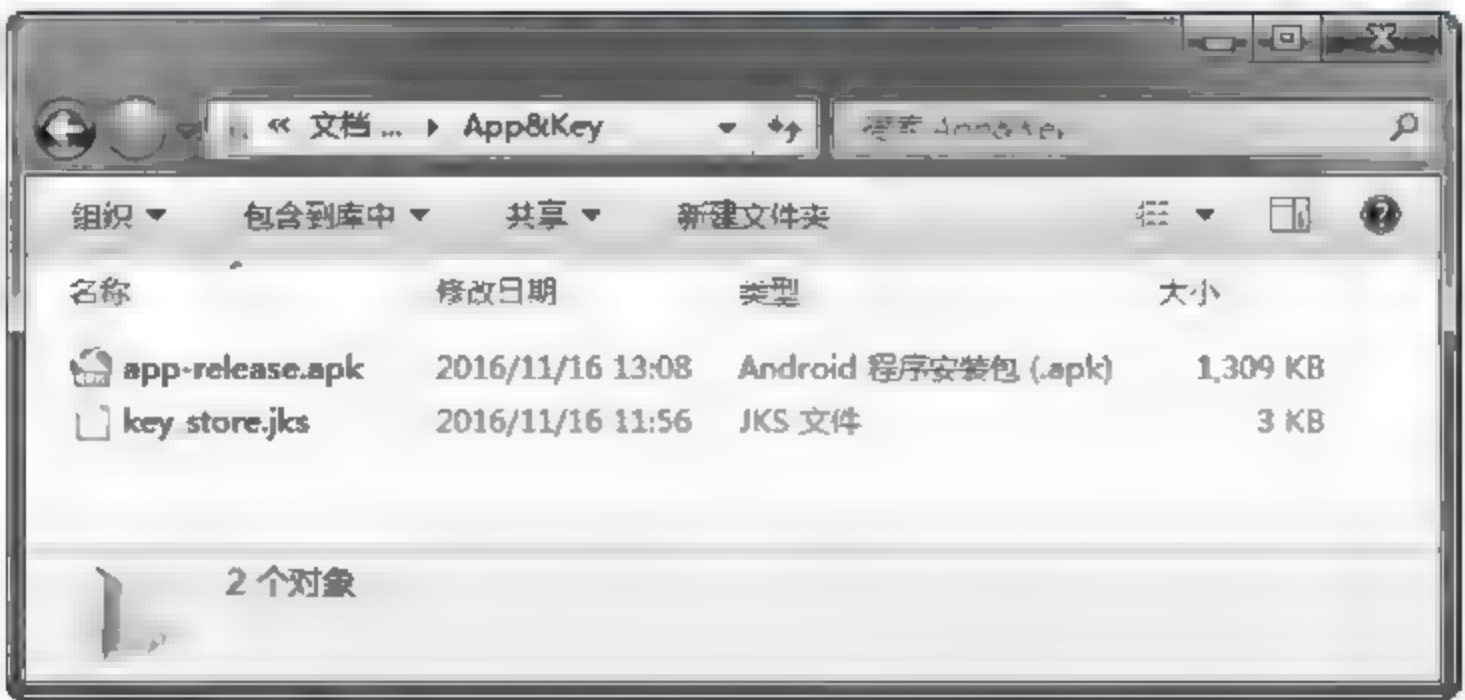 « 文档 ... ▸ App&Key
组织 ▼ 包含到库中 ▼ 共享 ▼ 新建文件夹
名称 修改日期 类型 大小
app-release.apk 2016/11/16 13:08 Android 程序安装包 (.apk) 1,309 KB
key store.jks 2016/11/16 11:56 JKS 文件 3 KB
2 个对象